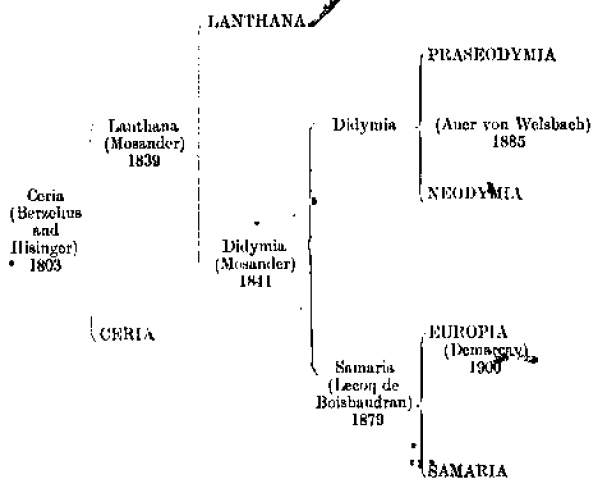 LANTHANA
PRASEODYMIA
Lanthana
(Mosander)
1839
Didymia
(Auer von Welsbach)
1885
Ceria
(Berzelius
and
Hisinger)
1803
NEODYMIA
Didymia
(Mosander)
1841
CERIA
EUROPIA
(Demarçay)
1900
Samaria
(Lecoq de
Boisbaudran)
1879
SAMARIA